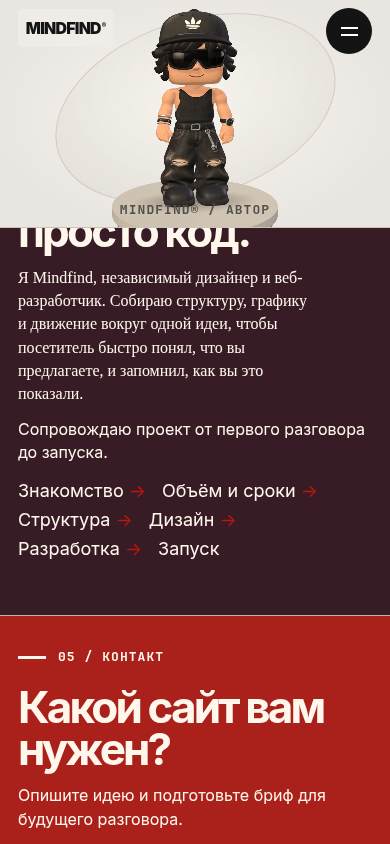 MINDFIND®
MINDFIND® / АВТОР
просто код.
Я Mindfind, независимый дизайнер и веб-
разработчик. Собираю структуру, графику
и движение вокруг одной идеи, чтобы
посетитель быстро понял, что вы
предлагаете, и запомнил, как вы это
показали.
Сопровождаю проект от первого разговора
до запуска.
Знакомство → Объём и сроки →
Структура → Дизайн →
Разработка → Запуск
05 / КОНТАКТ
Какой сайт вам
нужен?
Опишите идею и подготовьте бриф для
будущего разговора.